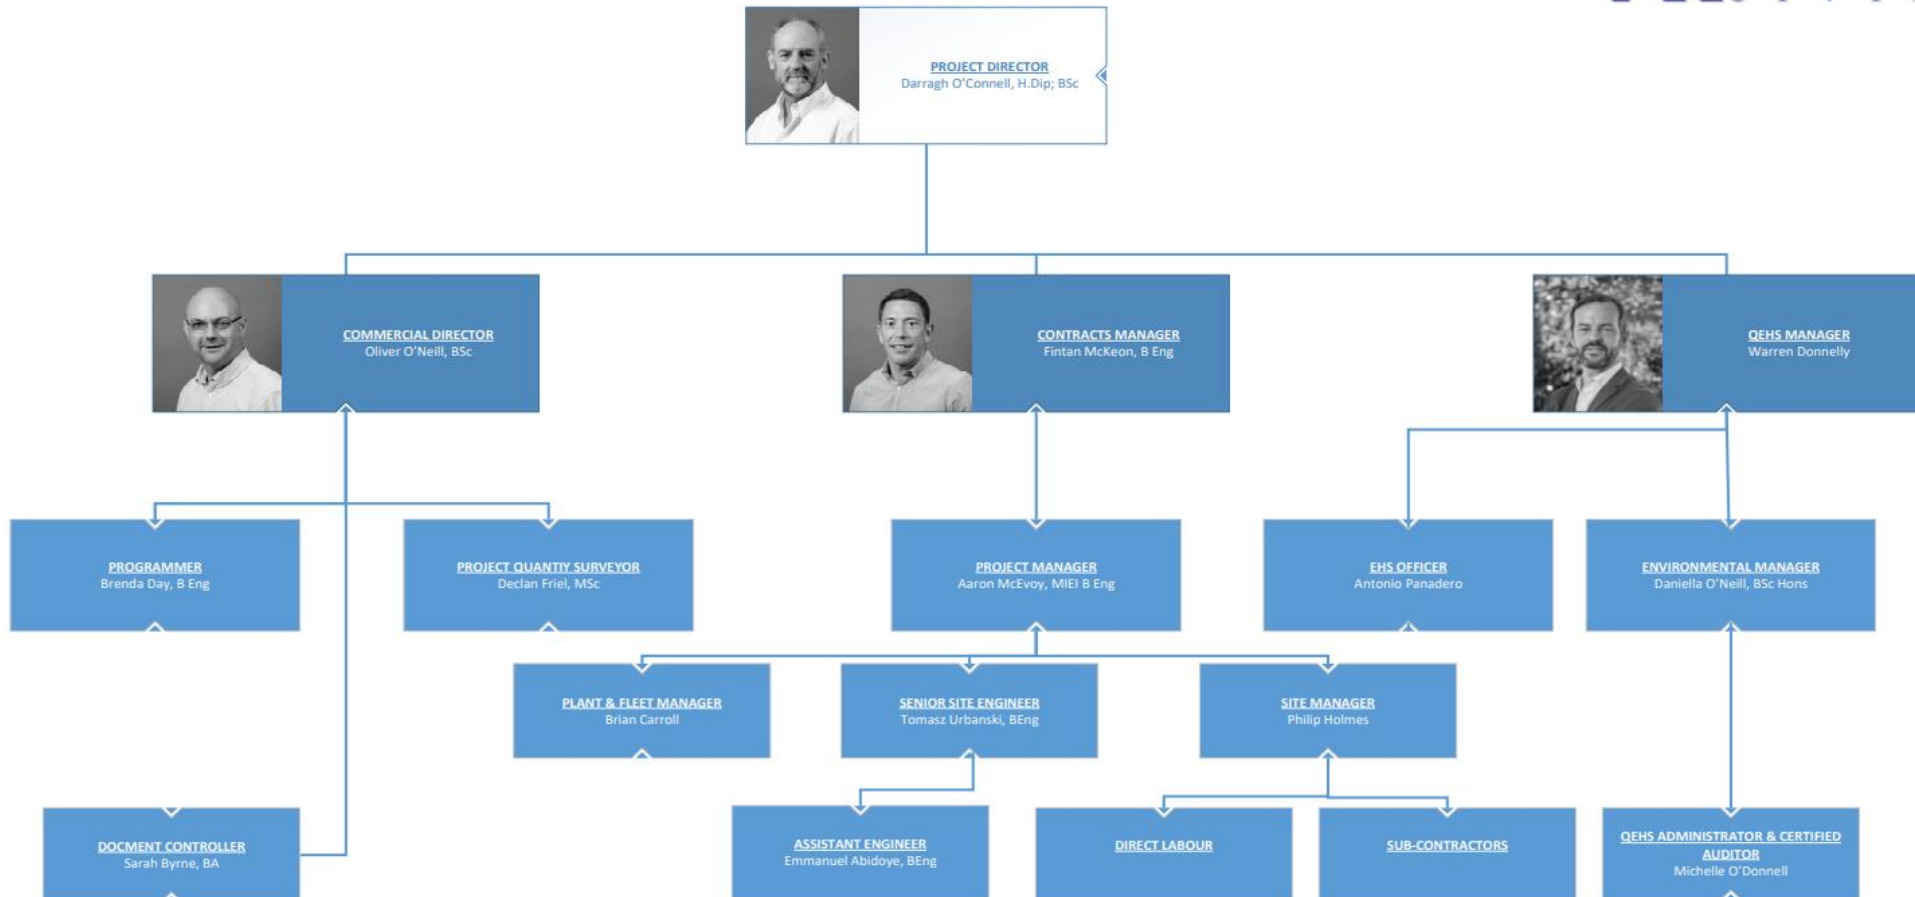 PROJECT DIRECTOR
Darragh O'Connell, H.Dip; BSc
COMMERCIAL DIRECTOR
Oliver O'Neill, BSc
CONTRACTS MANAGER
Fintan McKeon, B Eng
QEHS MANAGER
Warren Donnelly
PROGRAMMER
Brenda Day, B Eng
PROJECT QUANTIY SURVEYOR
Declan Friel, MSc
PROJECT MANAGER
Aaron McEvoy, MIEI B Eng
EHS OFFICER
Antonio Panadero
ENVIRONMENTAL MANAGER
Daniella O'Neill, BSc Hons
PLANT & FLEET MANAGER
Brian Carroll
SENIOR SITE ENGINEER
Tomasz Urbanski, BEng
SITE MANAGER
Philip Holmes
DOCMENT CONTROLLER
Sarah Byrne, BA
ASSISTANT ENGINEER
Emmanuel Abidoye, BEng
DIRECT LABOUR
SUB-CONTRACTORS
QEHS ADMINISTRATOR & CERTIFIED
AUDITOR
Michelle O'Donnell